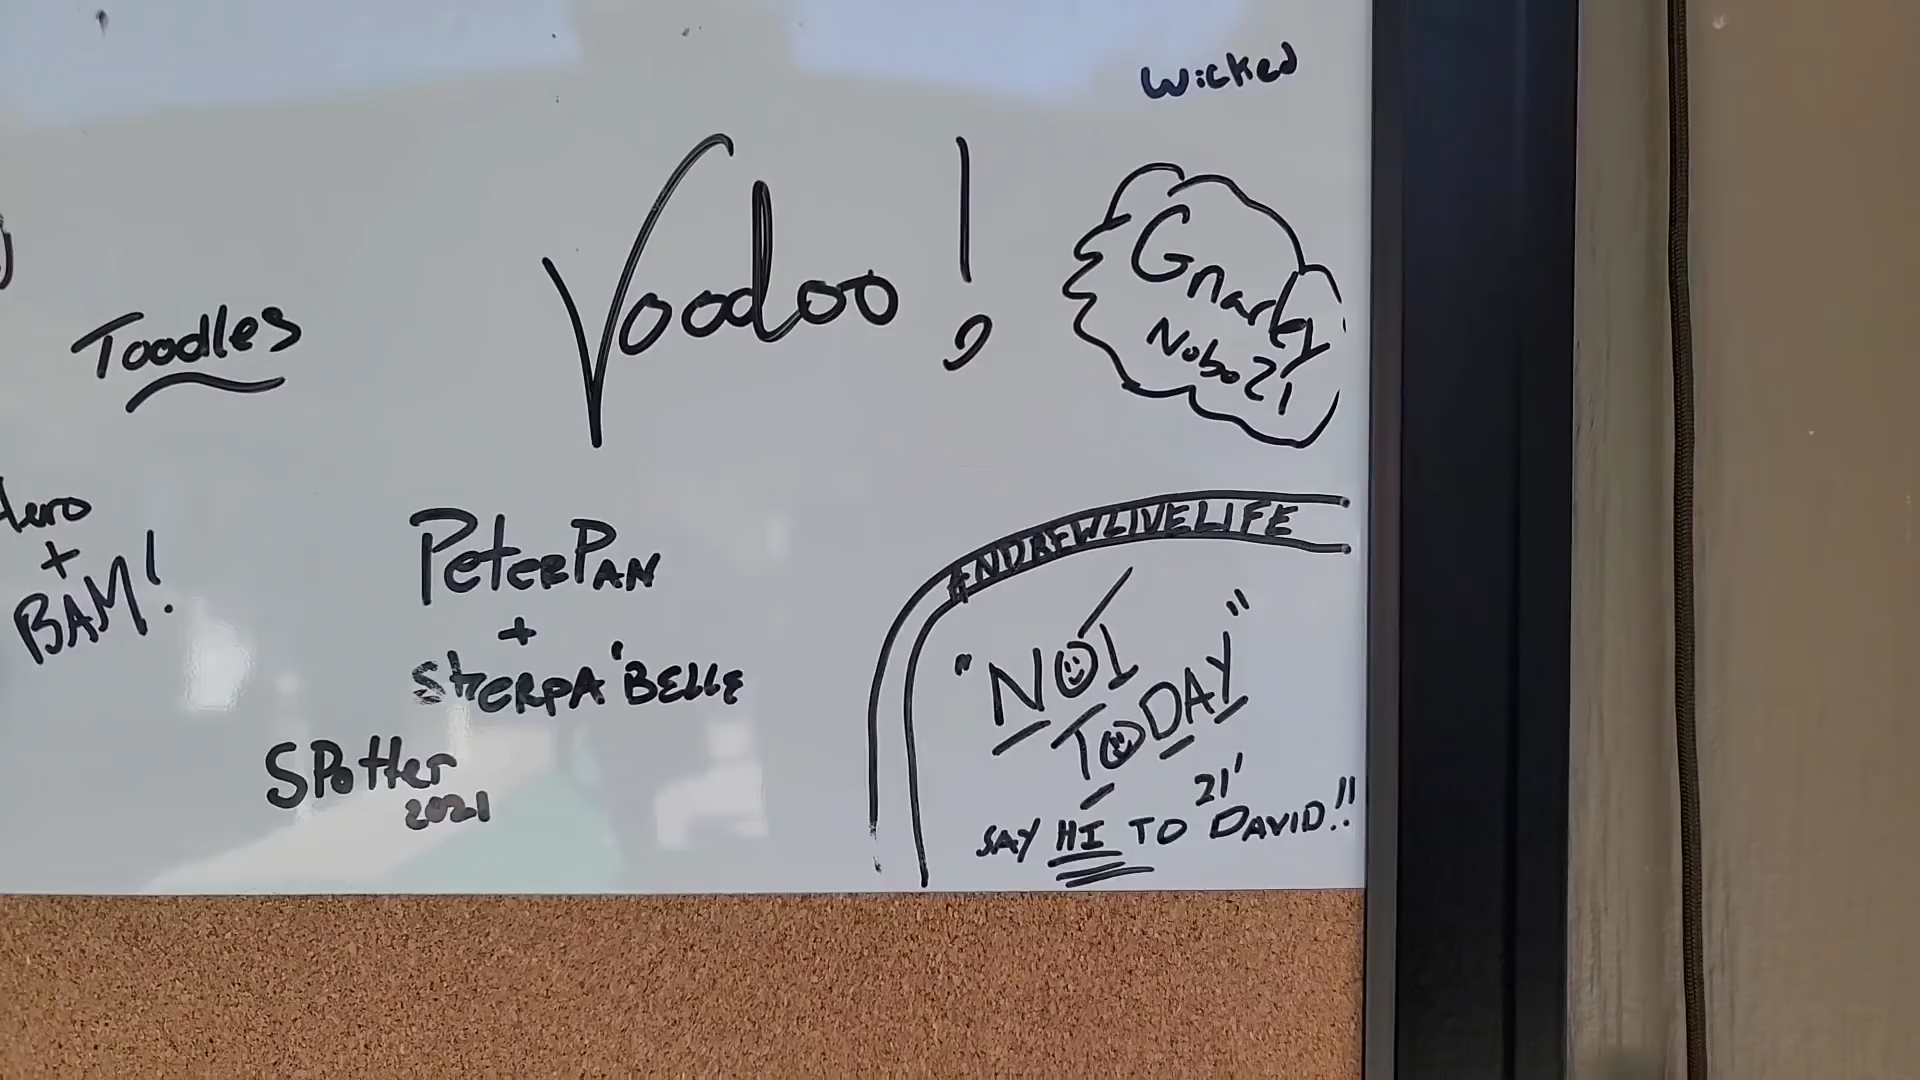 Wicked
Voodoo!
Gnarley
Nobo 21
Toodles
+
BAM!
PETERPAN
+
SHERPA'BELLE
SPotter
2021
#NDREWLIVELIFE
"NOT
TODAY"
21'
SAY HI TO DAVID!!